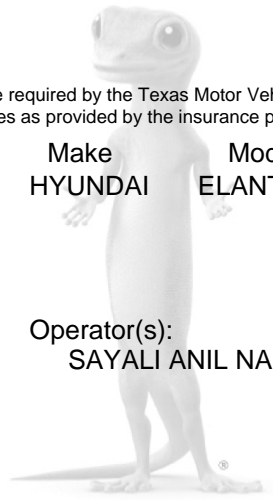 e required by the Texas Motor Veh
es as provided by the insurance p
Make Moc
HYUNDAI ELANT
Operator(s):
SAYALI ANIL NA
®